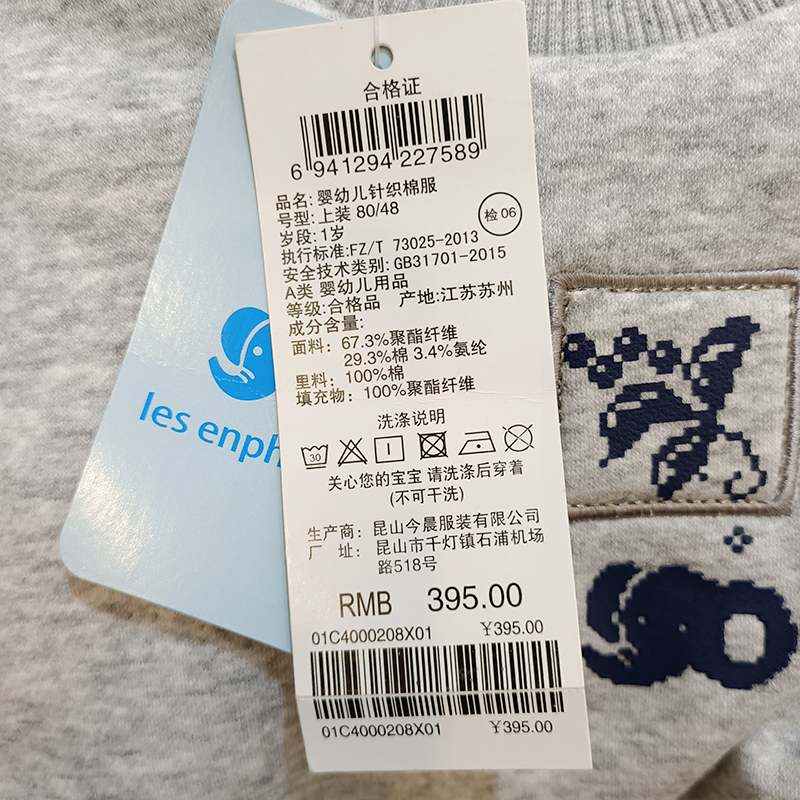 合格证
6 941294 227589
品名: 婴幼儿针织棉服
号型: 上装 80/48
岁段: 1岁
检 06
执行标准:FZ/T 73025-2013
安全技术类别: GB31701-2015
A类 婴幼儿用品
等级:合格品 产地:江苏苏州
成分含量:
面料: 67.3%聚酯纤维
29.3%棉 3.4%氨纶
里料: 100%棉
填充物: 100%聚酯纤维
les enph
洗涤说明
30
关心您的宝宝 请洗涤后穿着
(不可干洗)
生产商: 昆山今晨服装有限公司
厂 址: 昆山市千灯镇石浦机场
路518号
RMB 395.00
01C4000208X01 ¥395.00
01C4000208X01 ¥395.00